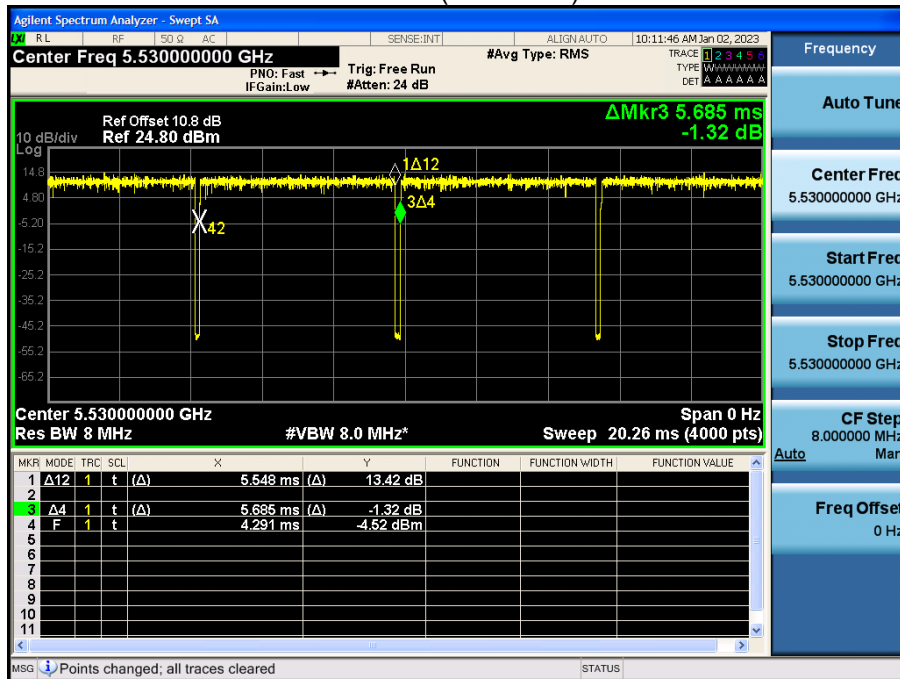 Agilent Spectrum Analyzer - Swept SA
LXI RL RF 50 Ω AC SENSE:INT ALIGN AUTO 10:11:46 AM Jan 02, 2023
Center Freq 5.530000000 GHz #Avg Type: RMS TRACE 1 2 3 4 5 6
PNO: Fast Trig: Free Run TYPE WWWWWW
IFGain:Low #Atten: 24 dB DET A A A A A A
Ref Offset 10.8 dB ΔMkr3 5.685 ms
10 dB/div Ref 24.80 dBm -1.32 dB
Log
14.8
4.80
-5.20
-15.2
-25.2
-35.2
-45.2
-55.2
-65.2
1Δ12
3Δ4
42
Center 5.530000000 GHz Span 0 Hz
Res BW 8 MHz #VBW 8.0 MHz* Sweep 20.26 ms (4000 pts)
MKR MODE TRC SCL X Y FUNCTION FUNCTION WIDTH FUNCTION VALUE
1 Δ12 1 t (Δ) 5.548 ms (Δ) 13.42 dB
2
3 Δ4 1 t (Δ) 5.685 ms (Δ) -1.32 dB
4 F 1 t 4.291 ms -4.52 dBm
5
6
7
8
9
10
11
MSG Points changed; all traces cleared STATUS
Frequency
Auto Tune
Center Freq
5.530000000 GHz
Start Freq
5.530000000 GHz
Stop Freq
5.530000000 GHz
CF Step
8.000000 MHz
Auto Man
Freq Offset
0 Hz